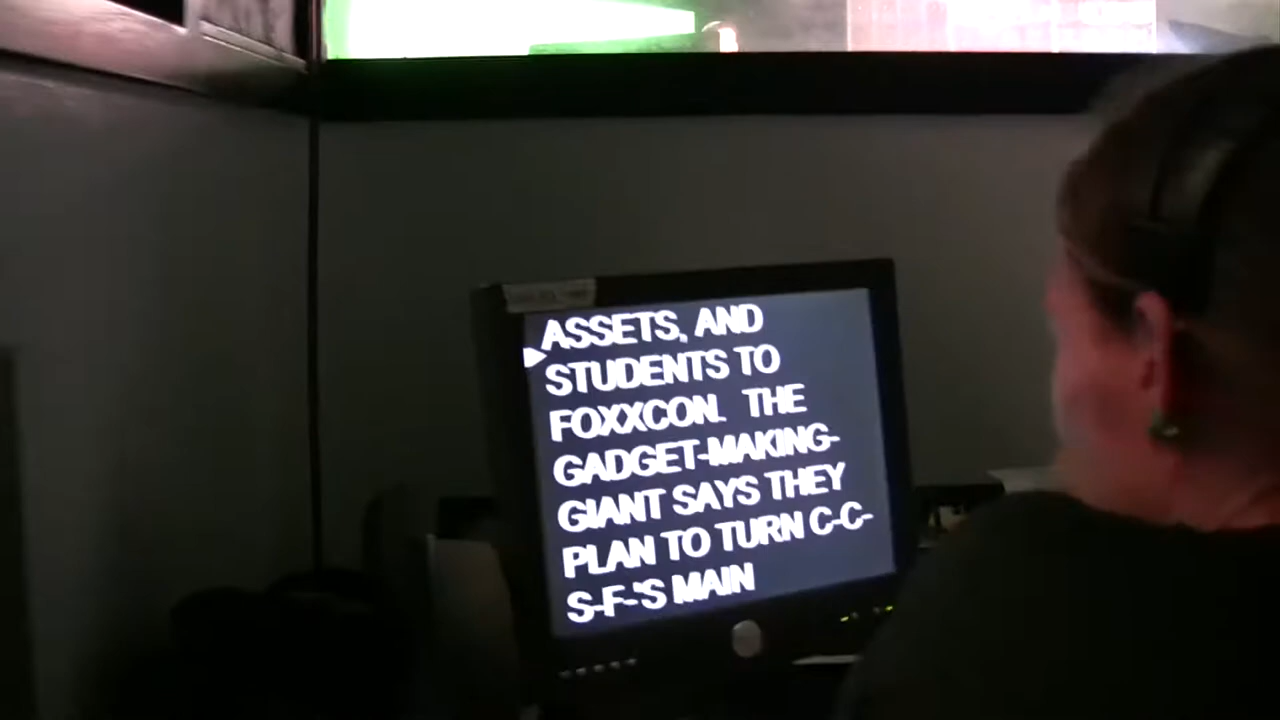 ASSETS, AND
STUDENTS TO
FOXXCON. THE
GADGET-MAKING-
GIANT SAYS THEY
PLAN TO TURN C-C-
S-F-'S MAIN